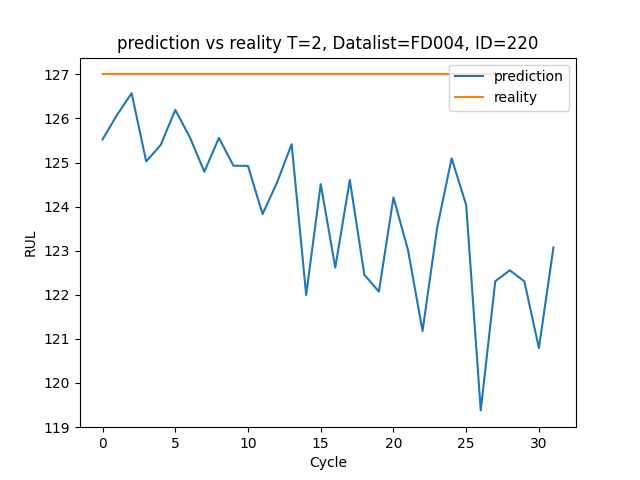 prediction vs reality T=2, Datalist=FD004, ID=220
127
126
125
124
123
122
121
120
119
RUL
prediction
reality
0 5 10 15 20 25 30
Cycle